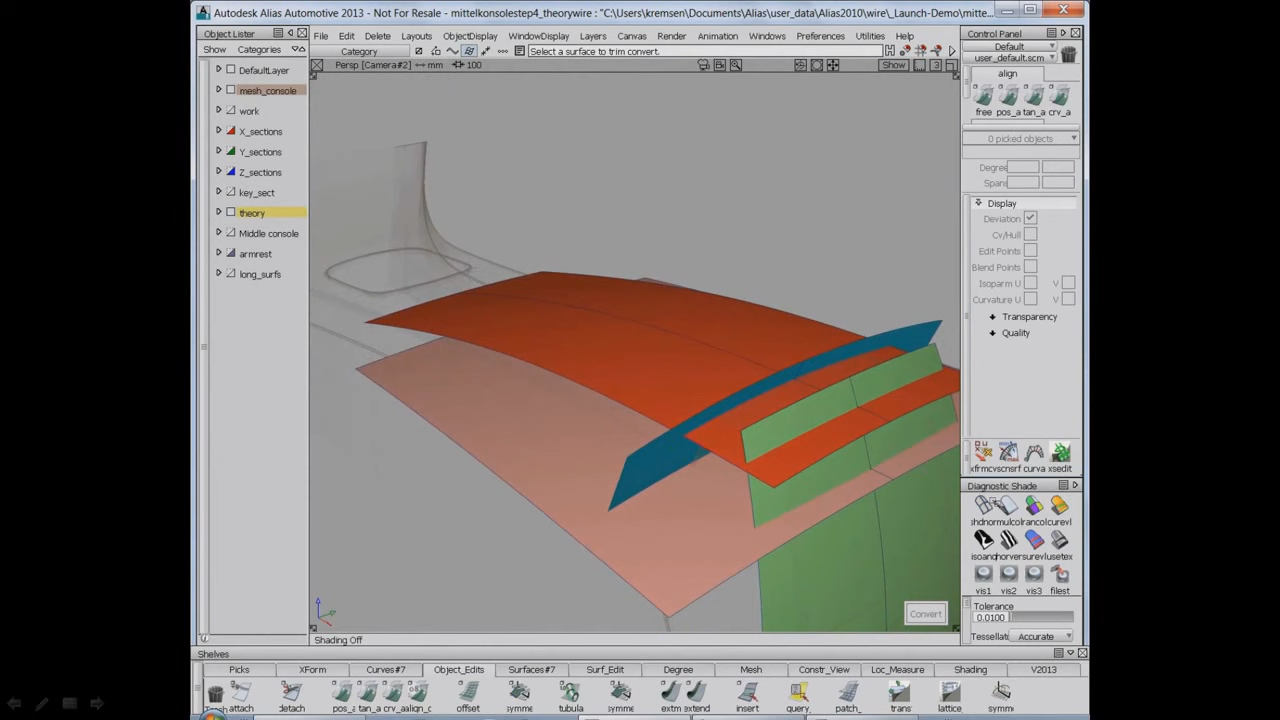 Autodesk Alias Automotive 2013 - Not For Resale - mittelkonsolestep4_theorywire : "C:\Users\kremsen\Documents\Alias\user_data\Alias2010\wire\_Launch-Demo\mitte...
Object Lister
Show Categories
DefaultLayer
mesh_console
work
X_sections
Y_sections
Z_sections
key_sect
theory
Middle console
armrest
long_surfs
File Edit Delete Layouts ObjectDisplay WindowDisplay Layers Canvas Render Animation Windows Preferences Utilities Help
Category
Select a surface to trim convert.
Persp [Camera#2] mm 100
Show 3
Convert
Shading Off
Control Panel
Default
user_default.scm
align
free pos_a tan_a crv_a
0 picked objects
Degree
Spans
Display
Deviation
Cv/Hull
Edit Points
Blend Points
Isoparm U V
Curvature U V
Transparency
Quality
curva xsedit
Diagnostic Shade
vis1 vis2 vis3 filest
Tolerance
0.0100
Tessellat Accurate
Shelves
Picks XForm Curves#7 Object_Edits Surfaces#7 Surf_Edit Degree Mesh Constr_View Loc_Measure Shading V2013
attach detach offset symme tubula symme extend insert query_ patch_ trans lattice symme